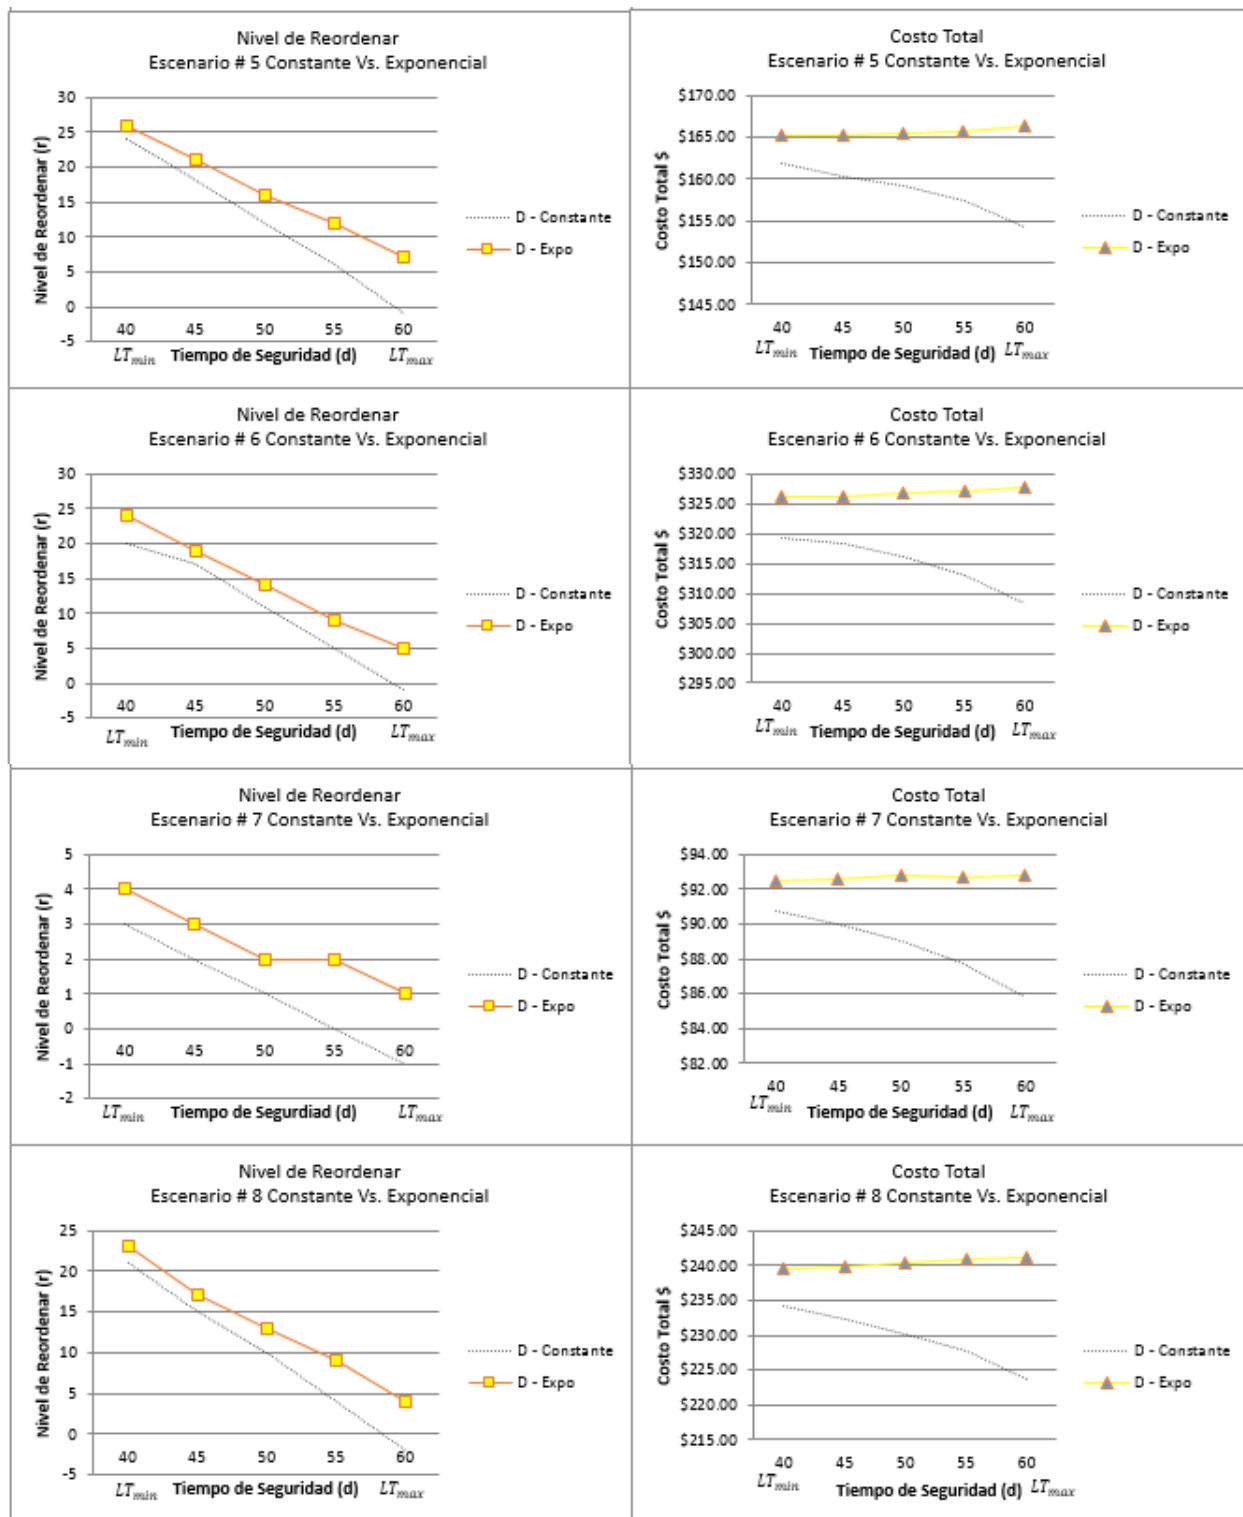 Nivel de Reordenar
Escenario # 5 Constante Vs. Exponencial
30
25
20
15
10
5
0
-5
Nivel de Reordenar (r)
40 45 50 55 60
LTmin Tiempo de Seguridad (d) LTmax
D - Constante
D - Expo
Costo Total
Escenario # 5 Constante Vs. Exponencial
$170.00
$165.00
$160.00
$155.00
$150.00
$145.00
Costo Total $
40 45 50 55 60
LTmin Tiempo de Seguridad (d) LTmax
D - Constante
D - Expo
Nivel de Reordenar
Escenario # 6 Constante Vs. Exponencial
30
25
20
15
10
5
0
-5
Nivel de Reordenar (r)
40 45 50 55 60
LTmin Tiempo de Seguridad (d) LTmax
D - Constante
D - Expo
Costo Total
Escenario # 6 Constante Vs. Exponencial
$330.00
$325.00
$320.00
$315.00
$310.00
$305.00
$300.00
$295.00
Costo Total $
40 45 50 55 60
LTmin Tiempo de Seguridad (d) LTmax
D - Constante
D - Expo
Nivel de Reordenar
Escenario # 7 Constante Vs. Exponencial
5
4
3
2
1
0
-1
-2
Nivel de Reordenar (r)
40 45 50 55 60
LTmin Tiempo de Segurdiad (d) LTmax
D - Constante
D - Expo
Costo Total
Escenario # 7 Constante Vs. Exponencial
$94.00
$92.00
$90.00
$88.00
$86.00
$84.00
$82.00
Costo Total $
40 45 50 55 60
LTmin Tiempo de Seguridad (d) LTmax
D - Constante
D - Expo
Nivel de Reordenar
Escenario # 8 Constante Vs. Exponencial
25
20
15
10
5
0
-5
Nivel de Reordenar (r)
40 45 50 55 60
LTmin Tiempo de Seguridad (d) LTmax
D - Constante
D - Expo
Costo Total
Escenario # 8 Constante Vs. Exponencial
$245.00
$240.00
$235.00
$230.00
$225.00
$220.00
$215.00
Costo Total $
40 45 50 55 60
LTmin Tiempo de Seguridad (d) LTmax
D - Constante
D - Expo